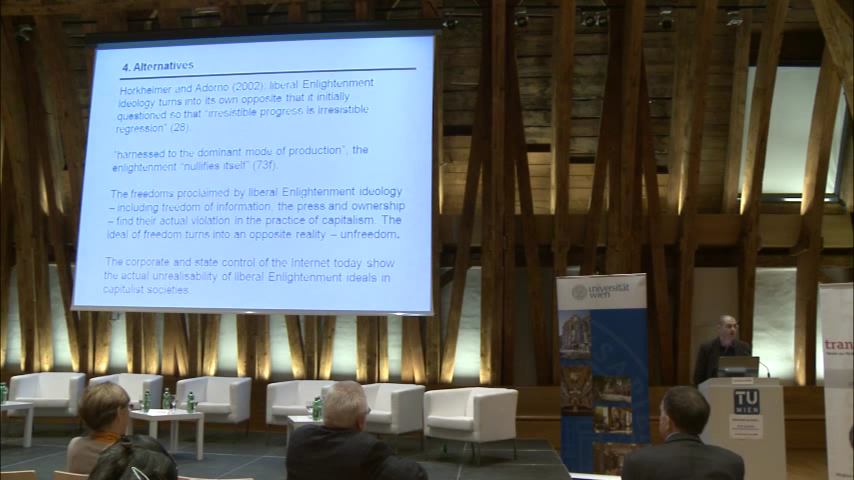 4. Alternatives
Horkheimer and Adorno (2002): liberal Enlightenment
ideology turns into its own opposite that it initially
questioned so that "irresistible progress is irresistible
regression" (28).
"harnessed to the dominant mode of production", the
enlightenment "nullifies itself" (73f).
The freedoms proclaimed by liberal Enlightenment ideology
– including freedom of information, the press and ownership
– find their actual violation in the practice of capitalism. The
ideal of freedom turns into an opposite reality – unfreedom.
The corporate and state control of the Internet today show
the actual unrealisability of liberal Enlightenment ideals in
capitalist societies.
universität
wien
tran
TU
WIEN